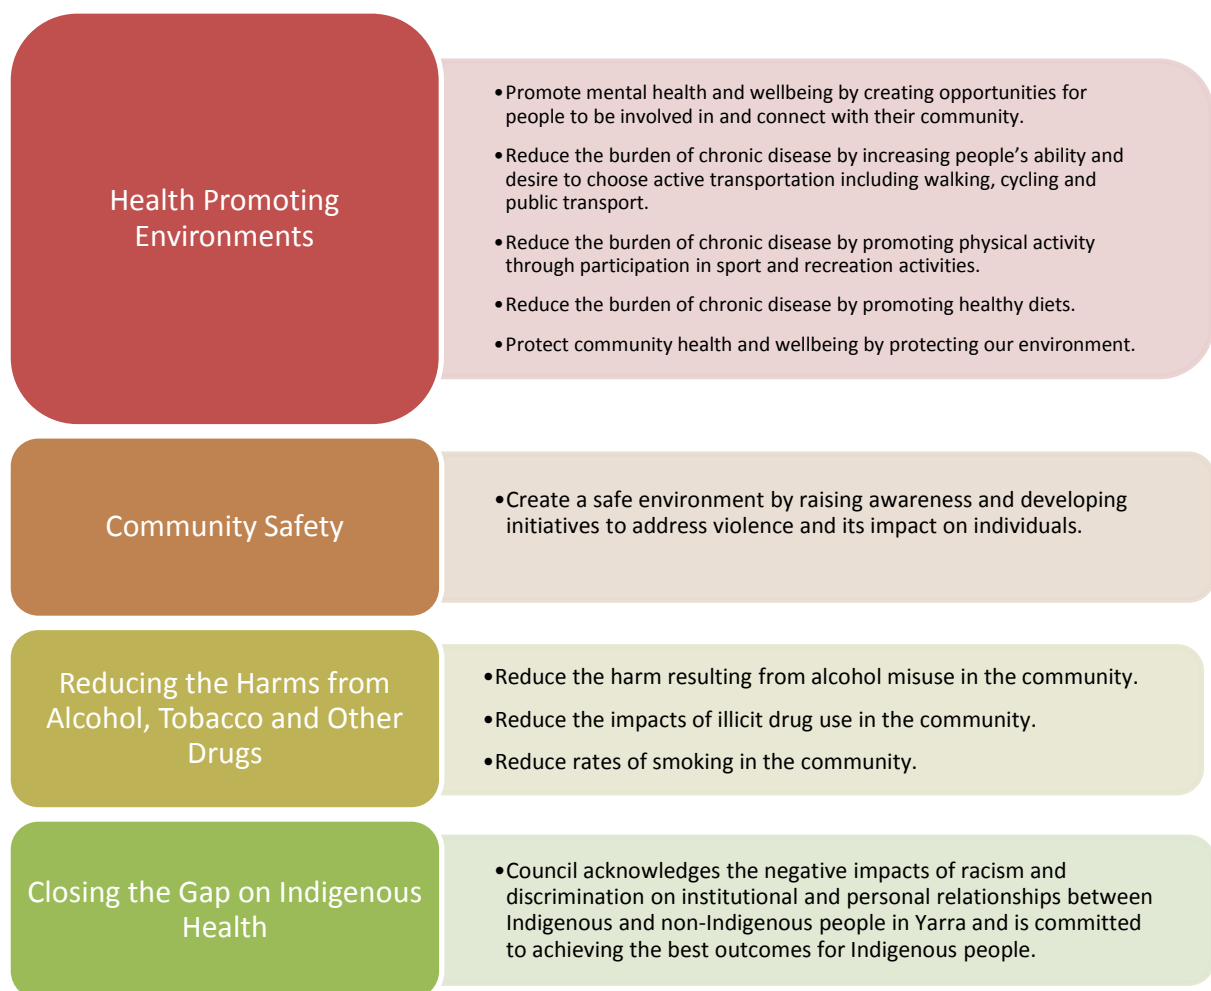 Health Promoting
Environments
•Promote mental health and wellbeing by creating opportunities for
people to be involved in and connect with their community.
•Reduce the burden of chronic disease by increasing people’s ability and
desire to choose active transportation including walking, cycling and
public transport.
•Reduce the burden of chronic disease by promoting physical activity
through participation in sport and recreation activities.
•Reduce the burden of chronic disease by promoting healthy diets.
•Protect community health and wellbeing by protecting our environment.
Community Safety
•Create a safe environment by raising awareness and developing
initiatives to address violence and its impact on individuals.
Reducing the Harms from
Alcohol, Tobacco and Other
Drugs
•Reduce the harm resulting from alcohol misuse in the community.
•Reduce the impacts of illicit drug use in the community.
•Reduce rates of smoking in the community.
Closing the Gap on Indigenous
Health
•Council acknowledges the negative impacts of racism and
discrimination on institutional and personal relationships between
Indigenous and non-Indigenous people in Yarra and is committed
to achieving the best outcomes for Indigenous people.